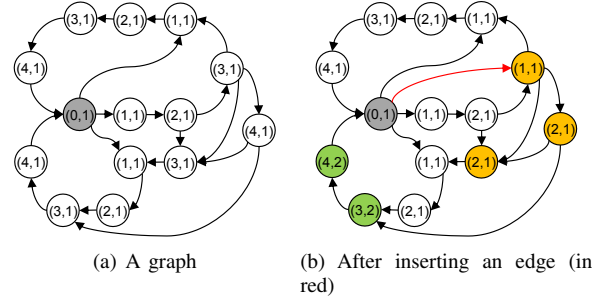 (3,1) (2,1) (1,1)
(4,1) (3,1)
(0,1) (1,1) (2,1) (4,1)
(4,1) (1,1) (3,1)
(3,1) (2,1)
(a) A graph
(3,1) (2,1) (1,1)
(4,1) (1,1)
(0,1) (1,1) (2,1) (2,1)
(4,2) (1,1) (2,1)
(3,2) (2,1)
(b) After inserting an edge (in
red)